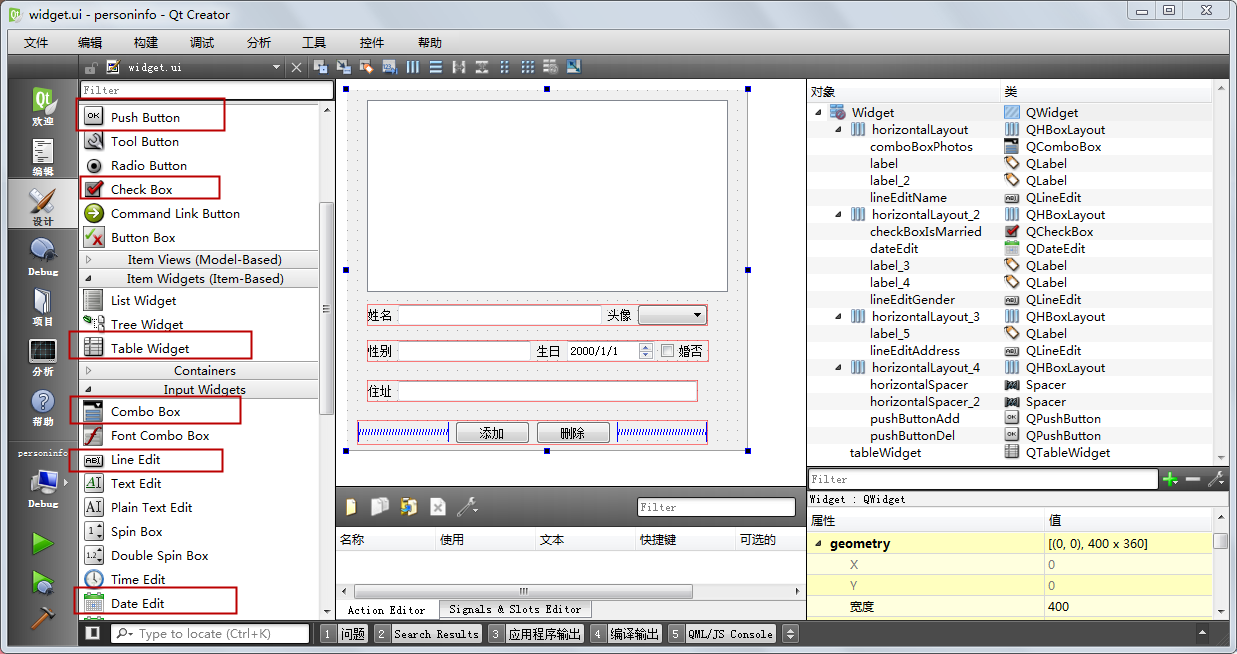 widget.ui - personinfo - Qt Creator
文件 编辑 构建 调试 分析 工具 控件 帮助
widget.ui
欢迎
编辑
设计
Debug
项目
分析
帮助
personinfo
Debug
Filter
Push Button
Tool Button
Radio Button
Check Box
Command Link Button
Button Box
Item Views (Model-Based)
Item Widgets (Item-Based)
List Widget
Tree Widget
Table Widget
Containers
Input Widgets
Combo Box
Font Combo Box
Line Edit
Text Edit
Plain Text Edit
Spin Box
Double Spin Box
Time Edit
Date Edit
姓名 头像
性别 生日 2000/1/1 婚否
住址
添加 删除
Filter
名称 使用 文本 快捷键 可选的
Action Editor Signals & Slots Editor
对象 类
Widget QWidget
horizontalLayout QHBoxLayout
comboBoxPhotos QComboBox
label QLabel
label_2 QLabel
lineEditName QLineEdit
horizontalLayout_2 QHBoxLayout
checkBoxIsMarried QCheckBox
dateEdit QDateEdit
label_3 QLabel
label_4 QLabel
lineEditGender QLineEdit
horizontalLayout_3 QHBoxLayout
label_5 QLabel
lineEditAddress QLineEdit
horizontalLayout_4 QHBoxLayout
horizontalSpacer Spacer
horizontalSpacer_2 Spacer
pushButtonAdd QPushButton
pushButtonDel QPushButton
tableWidget QTableWidget
Filter
Widget : QWidget
属性 值
geometry [(0, 0), 400 x 360]
X 0
Y 0
宽度 400
Type to locate (Ctrl+K) 1 问题 2 Search Results 3 应用程序输出 4 编译输出 5 QML/JS Console